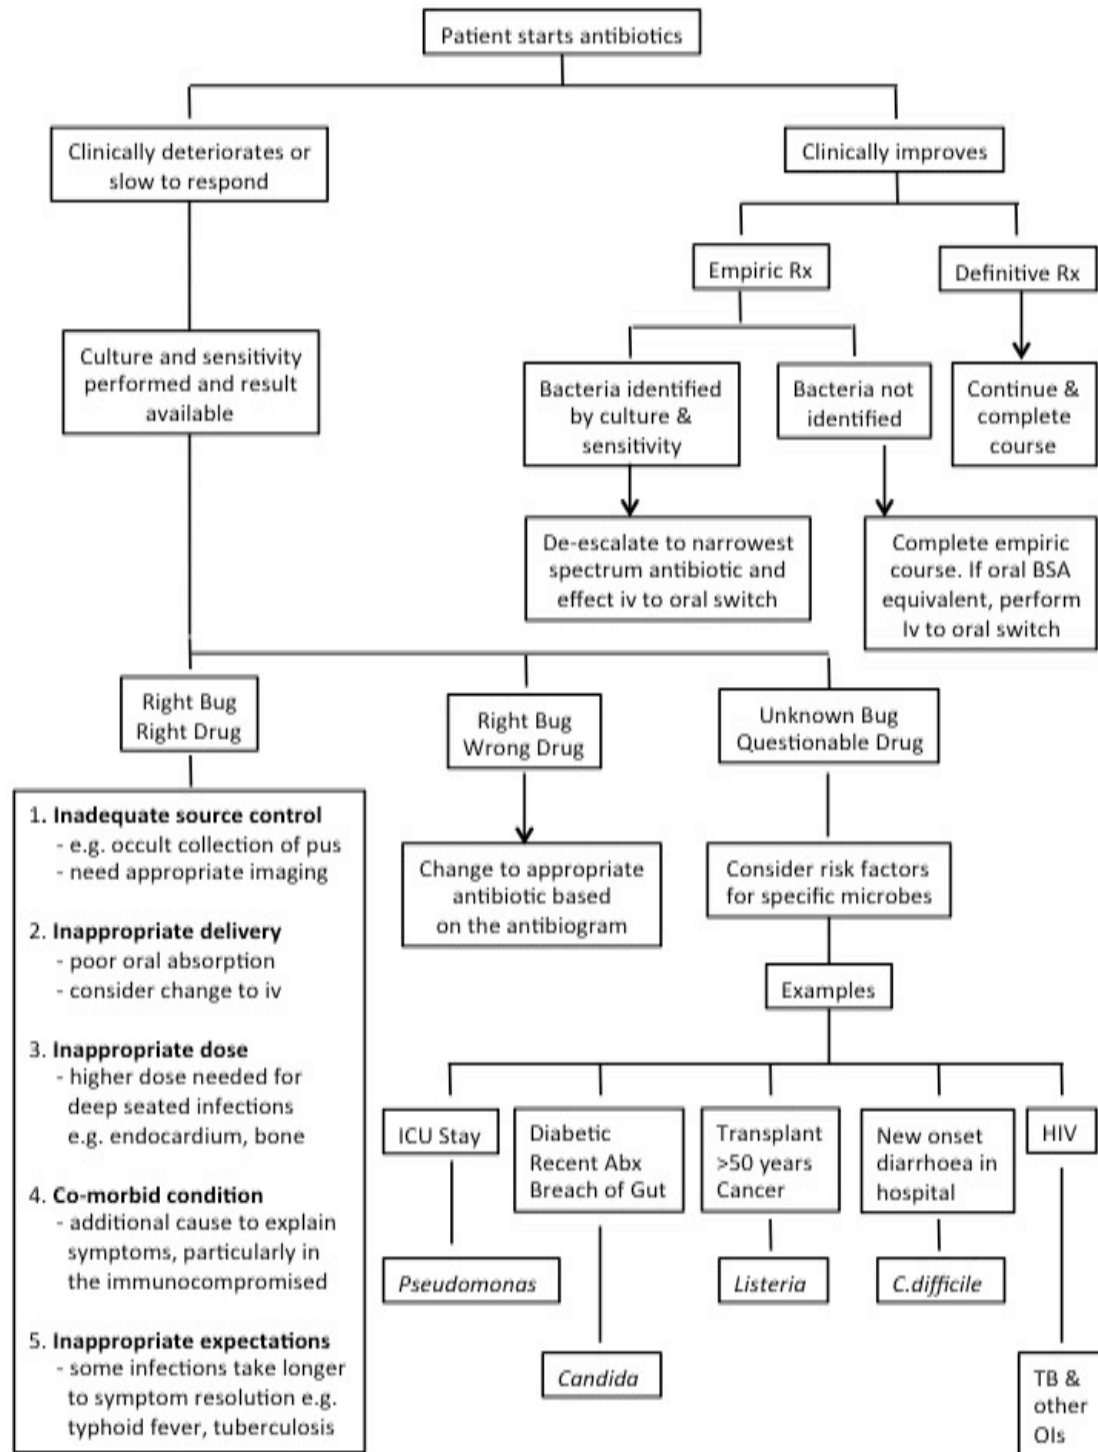 Patient starts antibiotics
Clinically deteriorates or
slow to respond
Clinically improves
Empiric Rx
Definitive Rx
Culture and sensitivity
performed and result
available
Bacteria identified
by culture &
sensitivity
Bacteria not
identified
Continue &
complete
course
De-escalate to narrowest
spectrum antibiotic and
effect iv to oral switch
Complete empiric
course. If oral BSA
equivalent, perform
Iv to oral switch
Right Bug
Right Drug
Right Bug
Wrong Drug
Unknown Bug
Questionable Drug
1. Inadequate source control
- e.g. occult collection of pus
- need appropriate imaging
2. Inappropriate delivery
- poor oral absorption
- consider change to iv
3. Inappropriate dose
- higher dose needed for
deep seated infections
e.g. endocardium, bone
4. Co-morbid condition
- additional cause to explain
symptoms, particularly in
the immunocompromised
5. Inappropriate expectations
- some infections take longer
to symptom resolution e.g.
typhoid fever, tuberculosis
Change to appropriate
antibiotic based
on the antibiogram
Consider risk factors
for specific microbes
Examples
ICU Stay
Diabetic
Recent Abx
Breach of Gut
Transplant
>50 years
Cancer
New onset
diarrhoea in
hospital
HIV
Pseudomonas
Listeria
C.difficile
Candida
TB &
other
OIs